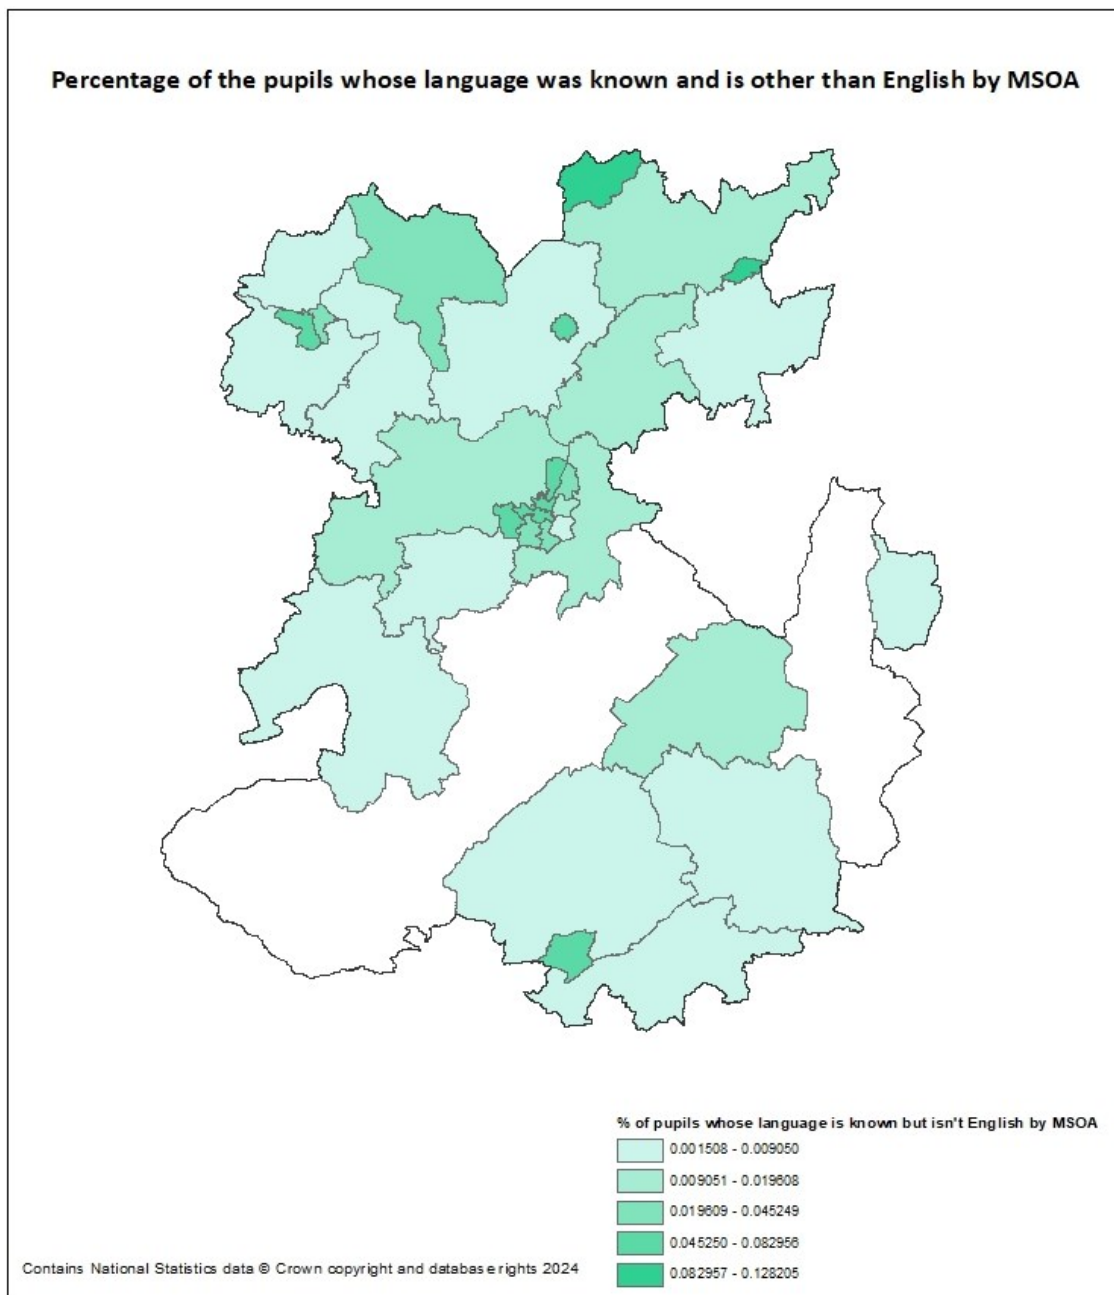 Percentage of the pupils whose language was known and is other than English by MSOA
% of pupils whose language is known but isn't English by MSOA
0.001508 - 0.009050
0.009051 - 0.019608
0.019609 - 0.045249
0.045250 - 0.082956
0.082957 - 0.128205
Contains National Statistics data © Crown copyright and database rights 2024